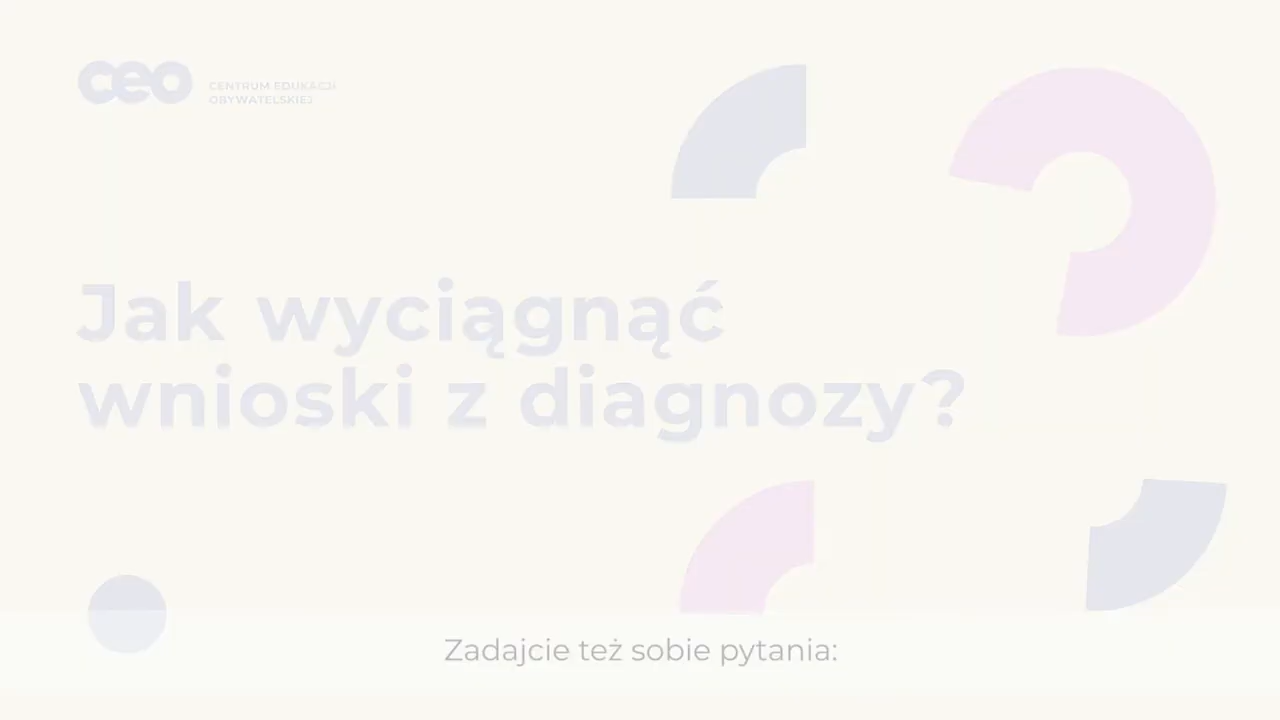 ceo
CENTRUM EDUKACJI
OBYWATELSKIEJ
Jak wyciągnąć
wnioski z diagnozy?
Zadajcie też sobie pytania: